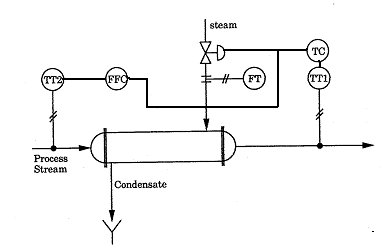 steam
TC
TT2
FFC
FT
TT1
Process
Stream
Condensate